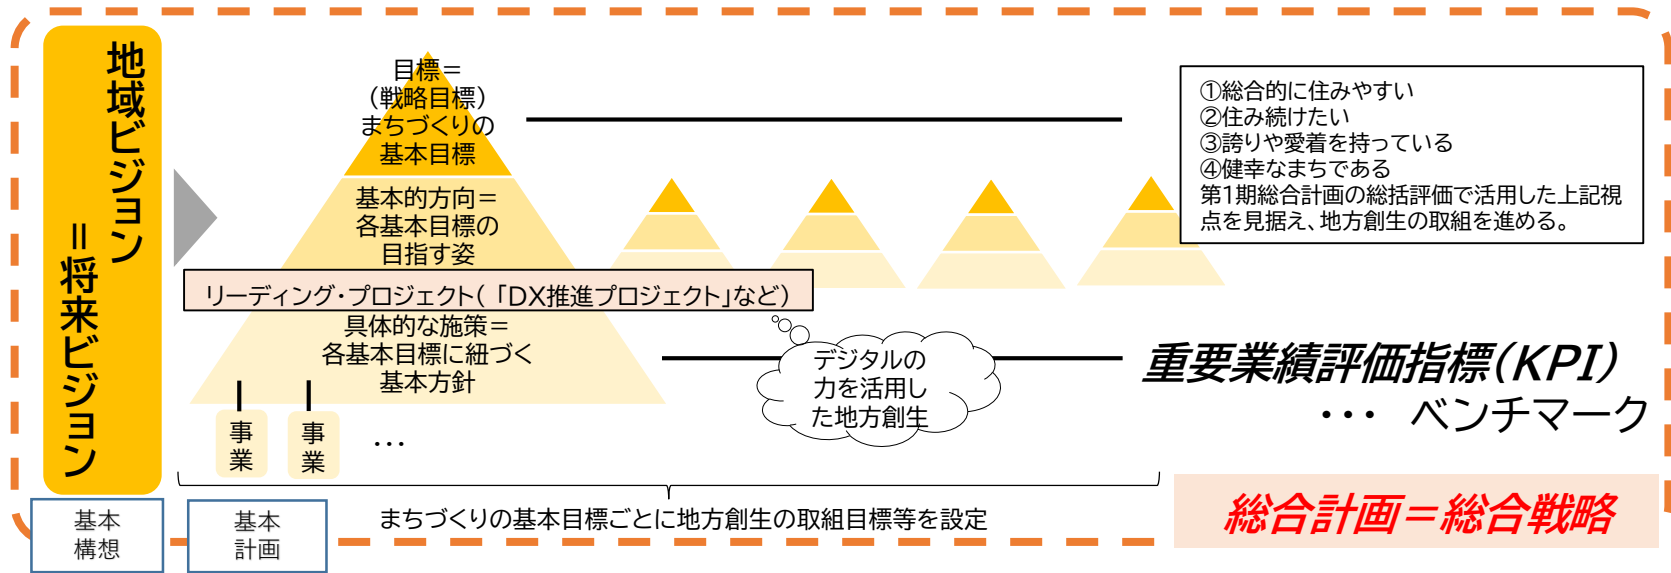 地域ビジョン
＝将来ビジョン
目標＝
（戦略目標）
まちづくりの
基本目標
基本的方向＝
各基本目標の
目指す姿
リーディング・プロジェクト（「DX推進プロジェクト」など）
具体的な施策＝
各基本目標に紐づく
基本方針
事業
事業
…
①総合的に住みやすい
②住み続けたい
③誇りや愛着を持っている
④健幸なまちである
第1期総合計画の総括評価で活用した上記視
点を見据え、地方創生の取組を進める。
デジタルの
力を活用し
た地方創生
重要業績評価指標（KPI）
… ベンチマーク
まちづくりの基本目標ごとに地方創生の取組目標等を設定
総合計画＝総合戦略
基本
構想
基本
計画